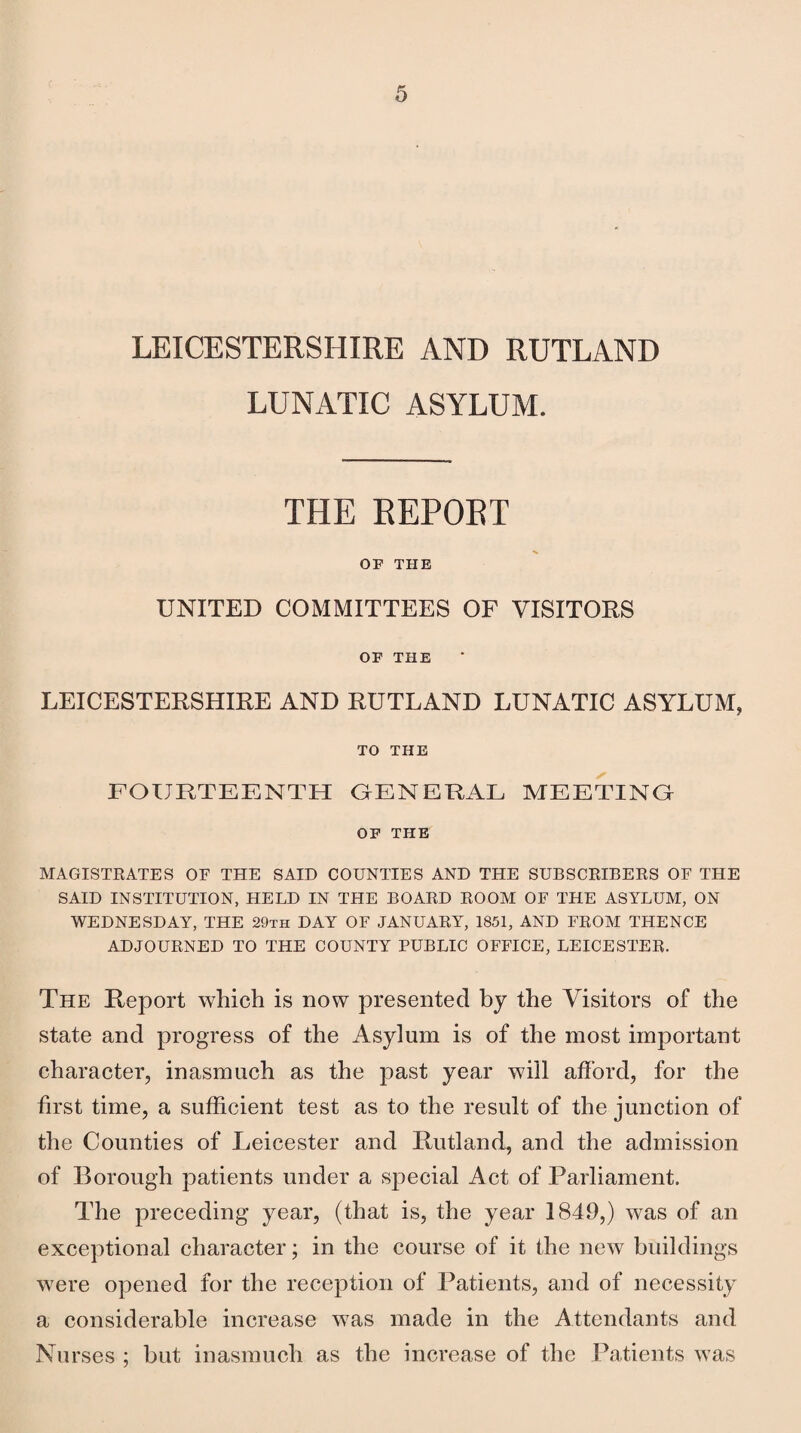 5
LEICESTERSHIRE AND RUTLAND
LUNATIC ASYLUM.
THE REPORT
OF THE
UNITED COMMITTEES OF VISITORS
OF THE
LEICESTERSHIRE AND RUTLAND LUNATIC ASYLUM,
TO THE
FOURTEENTH GENERAL MEETING
OF THE
MAGISTRATES OF THE SAID COUNTIES AND THE SUBSCRIBERS OF THE
SAID INSTITUTION, HELD IN THE BOARD ROOM OF THE ASYLUM, ON
WEDNESDAY, THE 29TH DAY OF JANUARY, 1851, AND FROM THENCE
ADJOURNED TO THE COUNTY PUBLIC OFFICE, LEICESTER.
The Report which is now presented by the Visitors of the
state and progress of the Asylum is of the most important
character, inasmuch as the past year will afford, for the
first time, a sufficient test as to the result of the junction of
the Counties of Leicester and Rutland, and the admission
of Borough patients under a special Act of Parliament.
The preceding year, (that is, the year 1849,) was of an
exceptional character; in the course of it the new buildings
were opened for the reception of Patients, and of necessity
a considerable increase was made in the Attendants and
Nurses ; but inasmuch as the increase of the Patients was